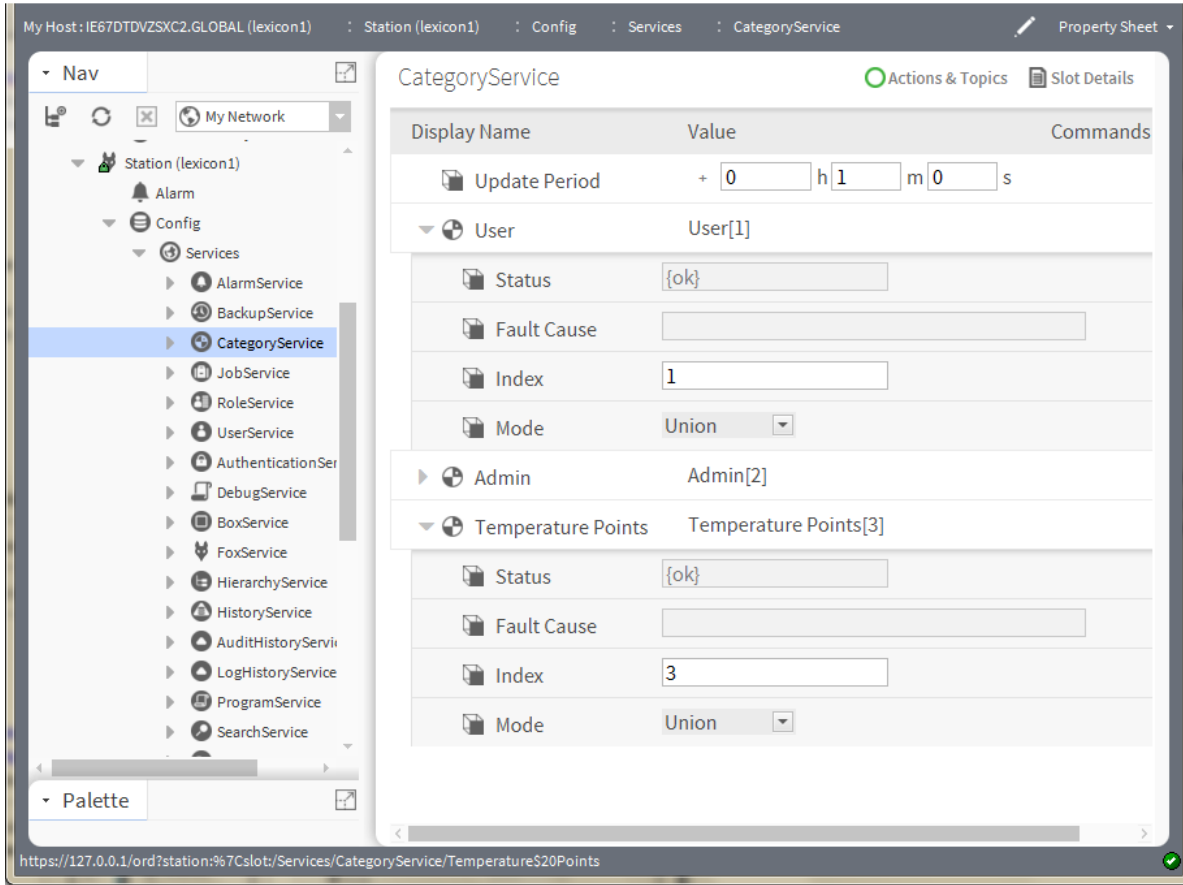 My Host : IE67DTDVZSXC2.GLOBAL (lexicon1) : Station (lexicon1) : Config : Services : CategoryService Property Sheet
Nav
My Network
Station (lexicon1)
Alarm
Config
Services
AlarmService
BackupService
CategoryService
JobService
RoleService
UserService
AuthenticationSer
DebugService
BoxService
FoxService
HierarchyService
HistoryService
AuditHistoryServi
LogHistoryService
ProgramService
SearchService
Palette
CategoryService Actions & Topics Slot Details
Display Name Value Commands
Update Period + 0 h 1 m 0 s
User User[1]
Status {ok}
Fault Cause
Index 1
Mode Union
Admin Admin[2]
Temperature Points Temperature Points[3]
Status {ok}
Fault Cause
Index 3
Mode Union
https://127.0.0.1/ord?station:%7Cslot:/Services/CategoryService/Temperature$20Points